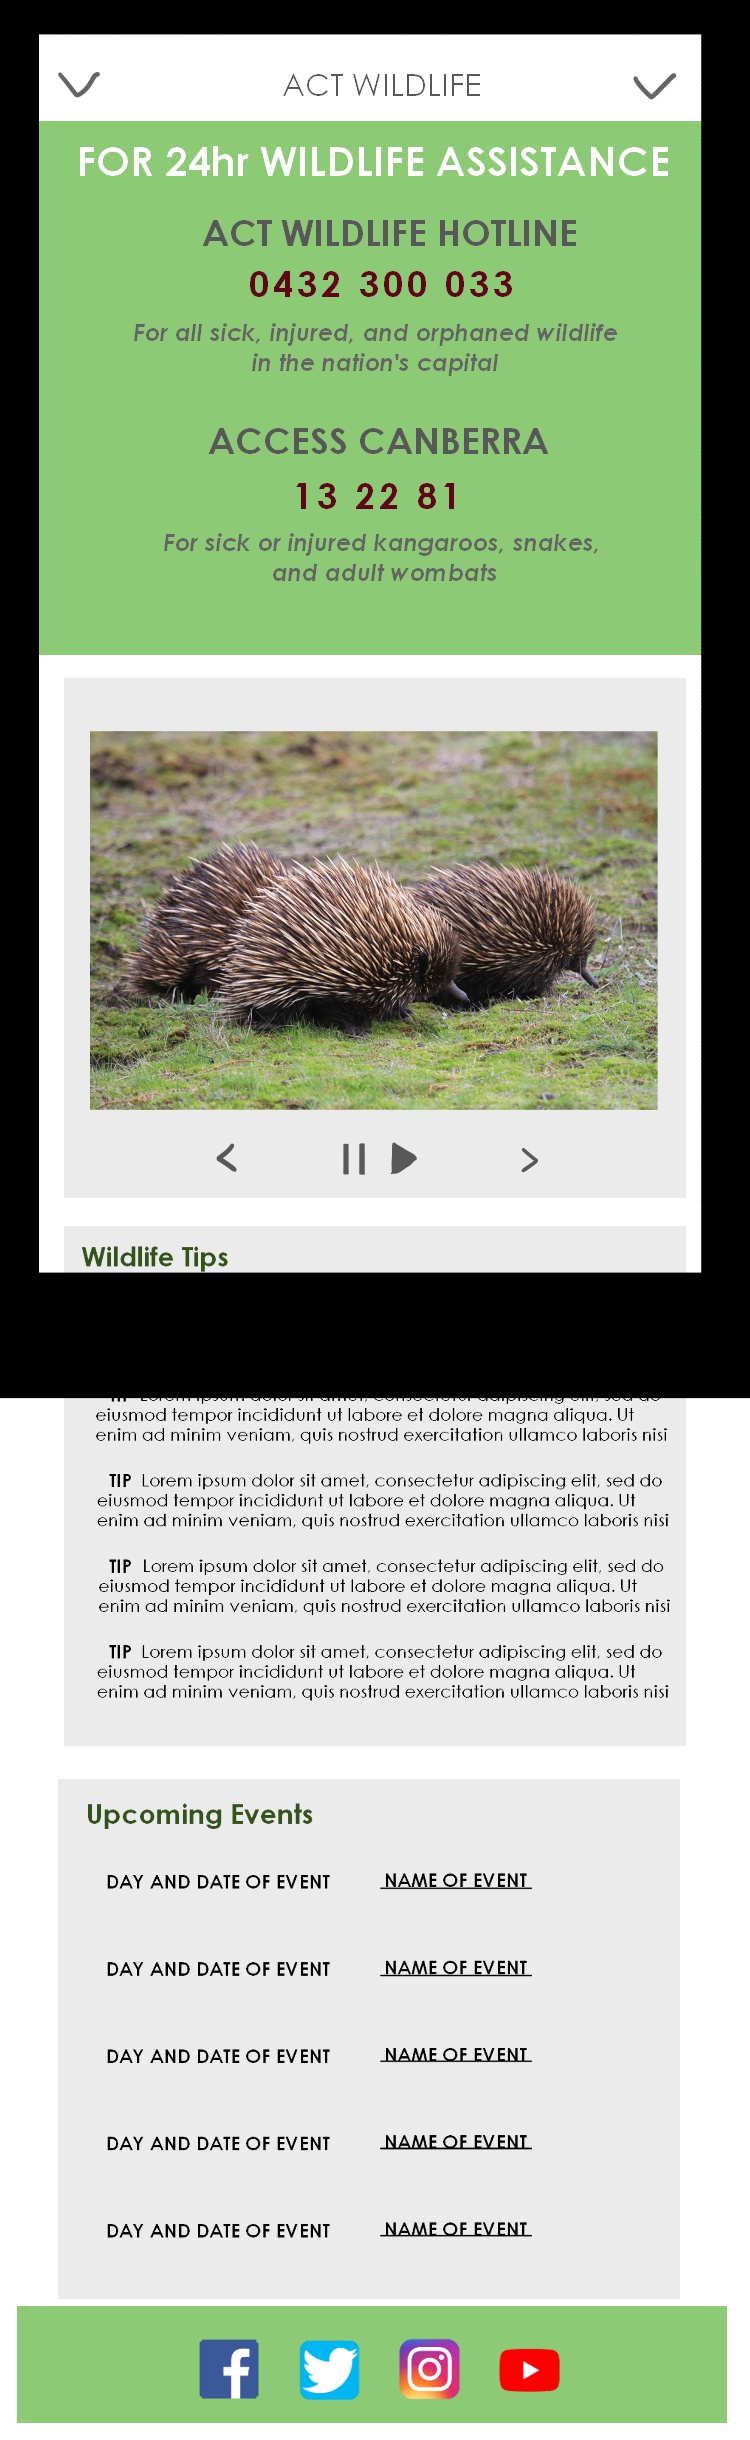 ACT WILDLIFE
FOR 24hr WILDLIFE ASSISTANCE
ACT WILDLIFE HOTLINE
0432 300 033
For all sick, injured, and orphaned wildlife
in the nation's capital
ACCESS CANBERRA
13 22 81
For sick or injured kangaroos, snakes,
and adult wombats
Wildlife Tips
eiusmod tempor incididunt ut labore et dolore magna aliqua. Ut
enim ad minim veniam, quis nostrud exercitation ullamco laboris nisi
TIP Lorem ipsum dolor sit amet, consectetur adipiscing elit, sed do
eiusmod tempor incididunt ut labore et dolore magna aliqua. Ut
enim ad minim veniam, quis nostrud exercitation ullamco laboris nisi
TIP Lorem ipsum dolor sit amet, consectetur adipiscing elit, sed do
eiusmod tempor incididunt ut labore et dolore magna aliqua. Ut
enim ad minim veniam, quis nostrud exercitation ullamco laboris nisi
TIP Lorem ipsum dolor sit amet, consectetur adipiscing elit, sed do
eiusmod tempor incididunt ut labore et dolore magna aliqua. Ut
enim ad minim veniam, quis nostrud exercitation ullamco laboris nisi
Upcoming Events
DAY AND DATE OF EVENT NAME OF EVENT
DAY AND DATE OF EVENT NAME OF EVENT
DAY AND DATE OF EVENT NAME OF EVENT
DAY AND DATE OF EVENT NAME OF EVENT
DAY AND DATE OF EVENT NAME OF EVENT